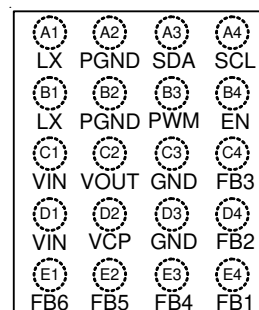 A1 A2 A3 A4
LX PGND SDA SCL
B1 B2 B3 B4
LX PGND PWM EN
C1 C2 C3 C4
VIN VOUT GND FB3
D1 D2 D3 D4
VIN VCP GND FB2
E1 E2 E3 E4
FB6 FB5 FB4 FB1